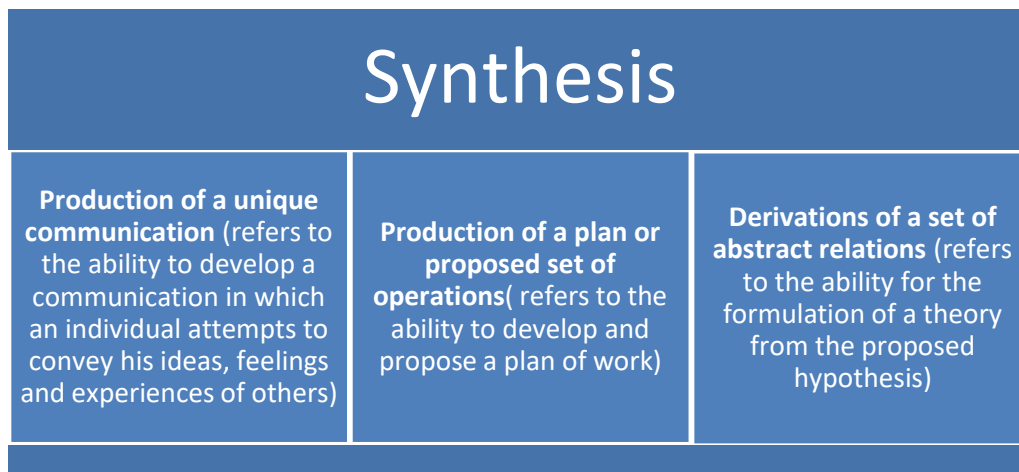 Synthesis
Production of a unique
communication (refers to
the ability to develop a
communication in which
an individual attempts to
convey his ideas, feelings
and experiences of others)
Production of a plan or
proposed set of
operations( refers to the
ability to develop and
propose a plan of work)
Derivations of a set of
abstract relations (refers
to the ability for the
formulation of a theory
from the proposed
hypothesis)